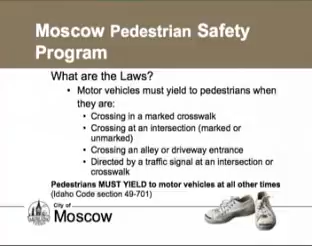 Moscow Pedestrian Safety
Program
What are the Laws?
• Motor vehicles must yield to pedestrians when
they are:
• Crossing in a marked crosswalk
• Crossing at an intersection (marked or
unmarked)
• Crossing an alley or driveway entrance
• Directed by a traffic signal at an intersection or
crosswalk
Pedestrians MUST YIELD to motor vehicles at all other times
(Idaho Code section 49-701)
City of
Moscow